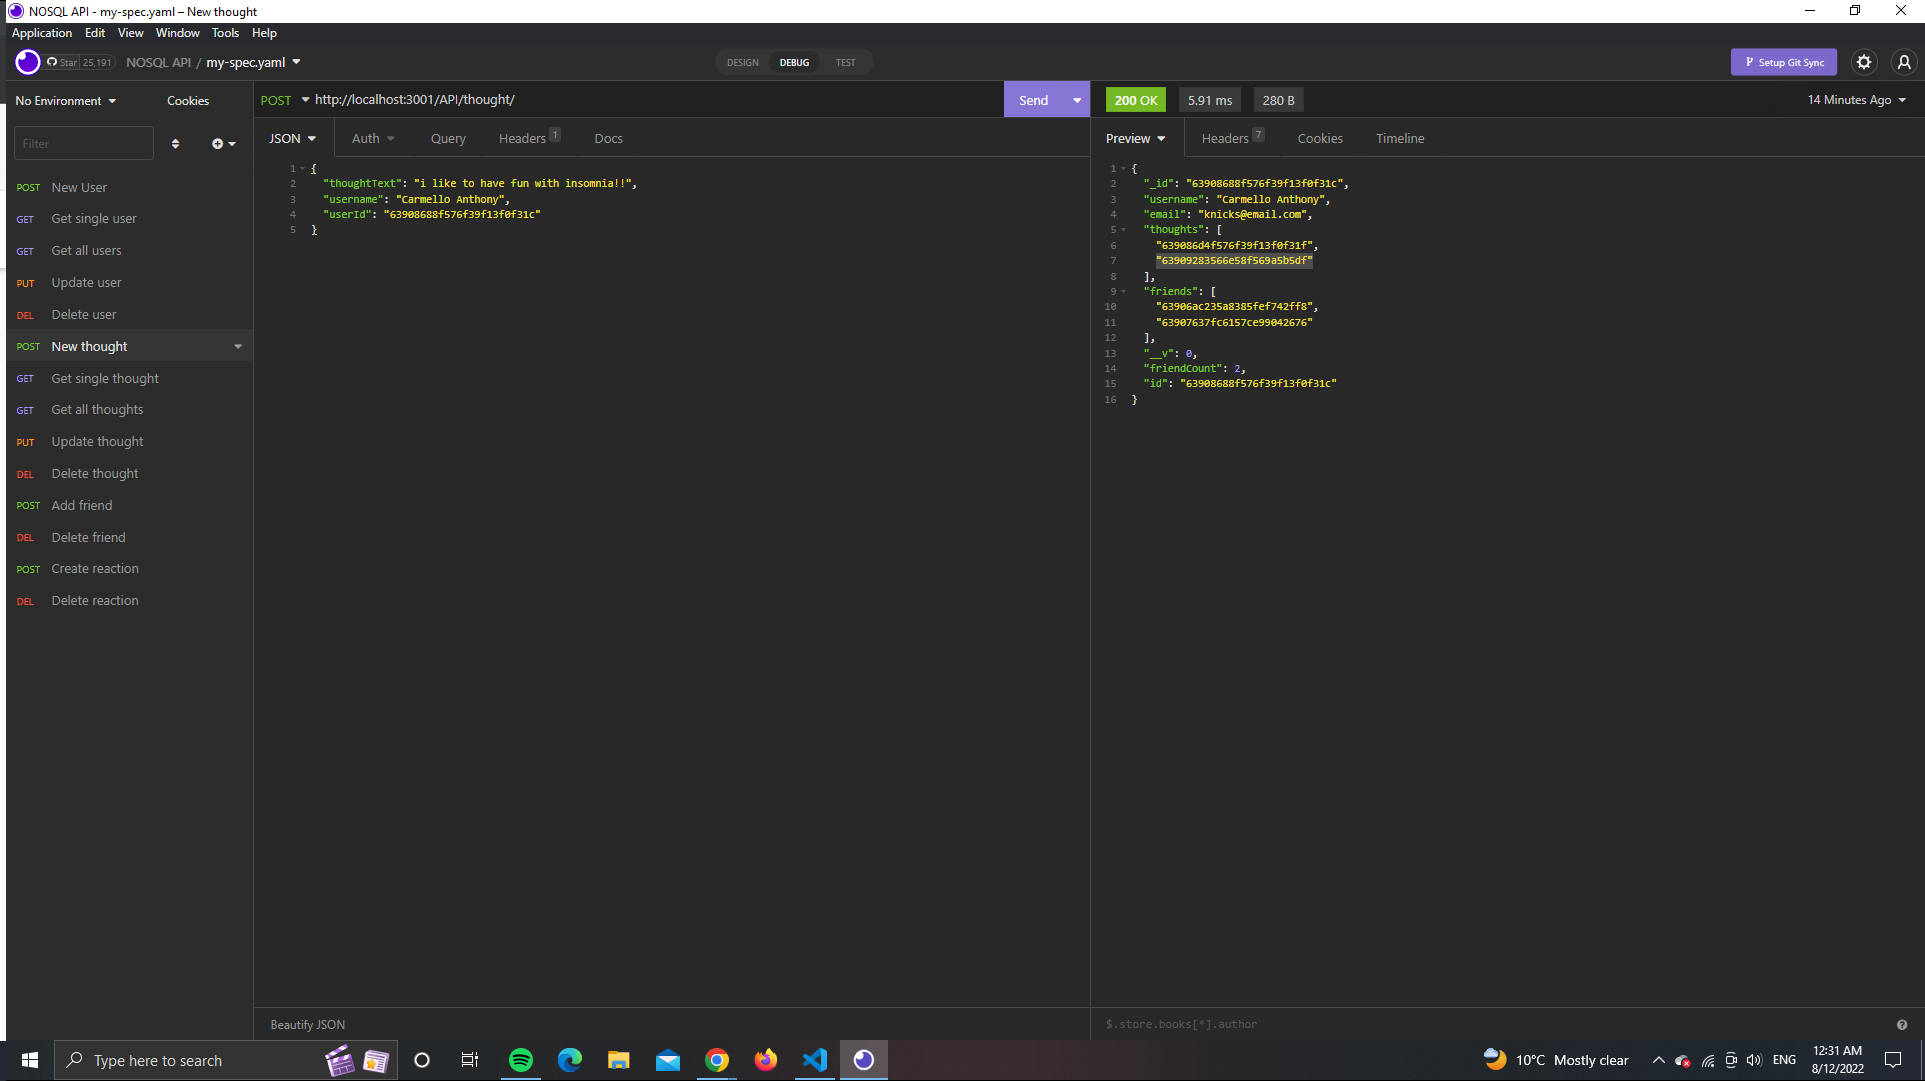 NOSQL API - my-spec.yaml – New thought
Application Edit View Window Tools Help
Star 25,191 NOSQL API / my-spec.yaml
DESIGN DEBUG TEST
Setup Git Sync
No Environment Cookies
POST http://localhost:3001/API/thought/ Send
200 OK 5.91 ms 280 B 14 Minutes Ago
Filter
JSON Auth Query Headers 1 Docs
Preview Headers 7 Cookies Timeline
POST New User
GET Get single user
GET Get all users
PUT Update user
DEL Delete user
POST New thought
GET Get single thought
GET Get all thoughts
PUT Update thought
DEL Delete thought
POST Add friend
DEL Delete friend
POST Create reaction
DEL Delete reaction
1 {
2 "thoughtText": "i like to have fun with insomnia!!",
3 "username": "Carmello Anthony",
4 "userId": "63908688f576f39f13f0f31c"
5 }
1 {
2 "_id": "63908688f576f39f13f0f31c",
3 "username": "Carmello Anthony",
4 "email": "knicks@email.com",
5 "thoughts": [
6 "639086d4f576f39f13f0f31f",
7 "63909283566e58f569a5b5df"
8 ],
9 "friends": [
10 "63906ac235a8385fef742ff8",
11 "63907637fc6157ce99042676"
12 ],
13 "__v": 0,
14 "friendCount": 2,
15 "id": "63908688f576f39f13f0f31c"
16 }
Beautify JSON
$.store.books[*].author
Type here to search
10°C Mostly clear
ENG
12:31 AM
8/12/2022